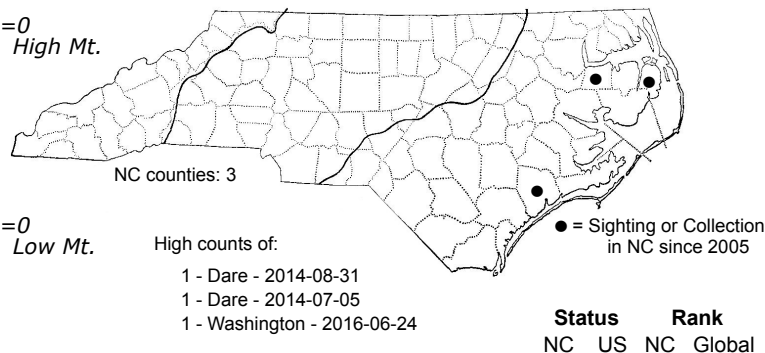 =0
High Mt.
NC counties: 3
=0
Low Mt.
High counts of:
1 - Dare - 2014-08-31
1 - Dare - 2014-07-05
1 - Washington - 2016-06-24
● = Sighting or Collection
in NC since 2005
Status Rank
NC US NC Global